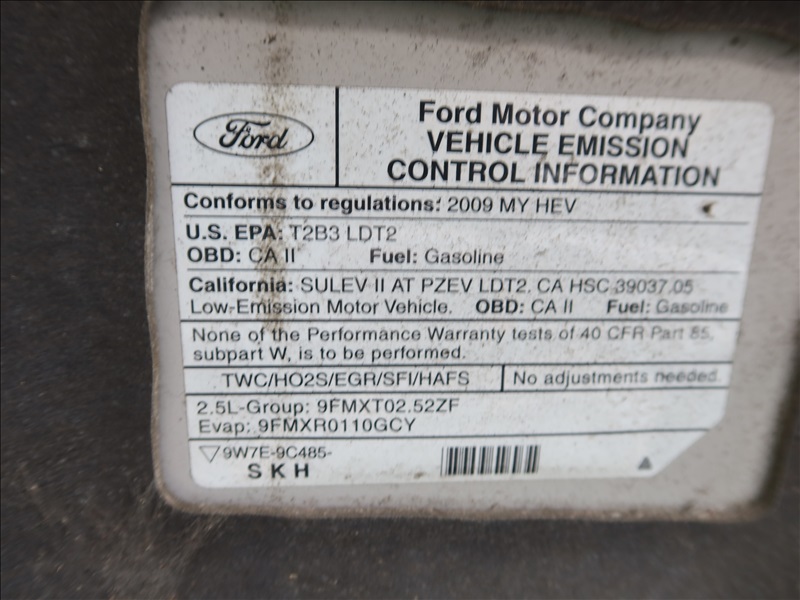 Ford
Ford Motor Company
VEHICLE EMISSION
CONTROL INFORMATION
Conforms to regulations: 2009 MY HEV
U.S. EPA: T2B3 LDT2
OBD: CA II Fuel: Gasoline
California: SULEV II AT PZEV LDT2. CA HSC 39037.05
Low-Emission Motor Vehicle. OBD: CA II Fuel: Gasoline
None of the Performance Warranty tests of 40 CFR Part 85,
subpart W, is to be performed.
TWC/HO2S/EGR/SFI/HAFS No adjustments needed.
2.5L-Group: 9FMXT02.52ZF
Evap: 9FMXR0110GCY
9W7E-9C485-
SKH